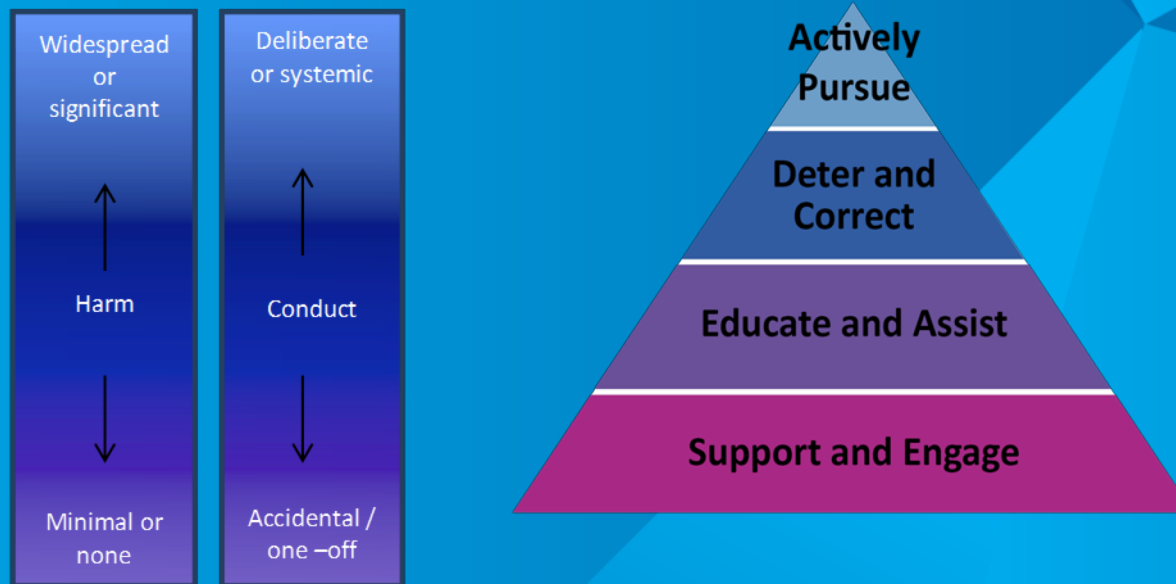 Widespread
or
significant
Harm
Minimal or
none
Deliberate
or systemic
Conduct
Accidental /
one –off
Actively
Pursue
Deter and
Correct
Educate and Assist
Support and Engage